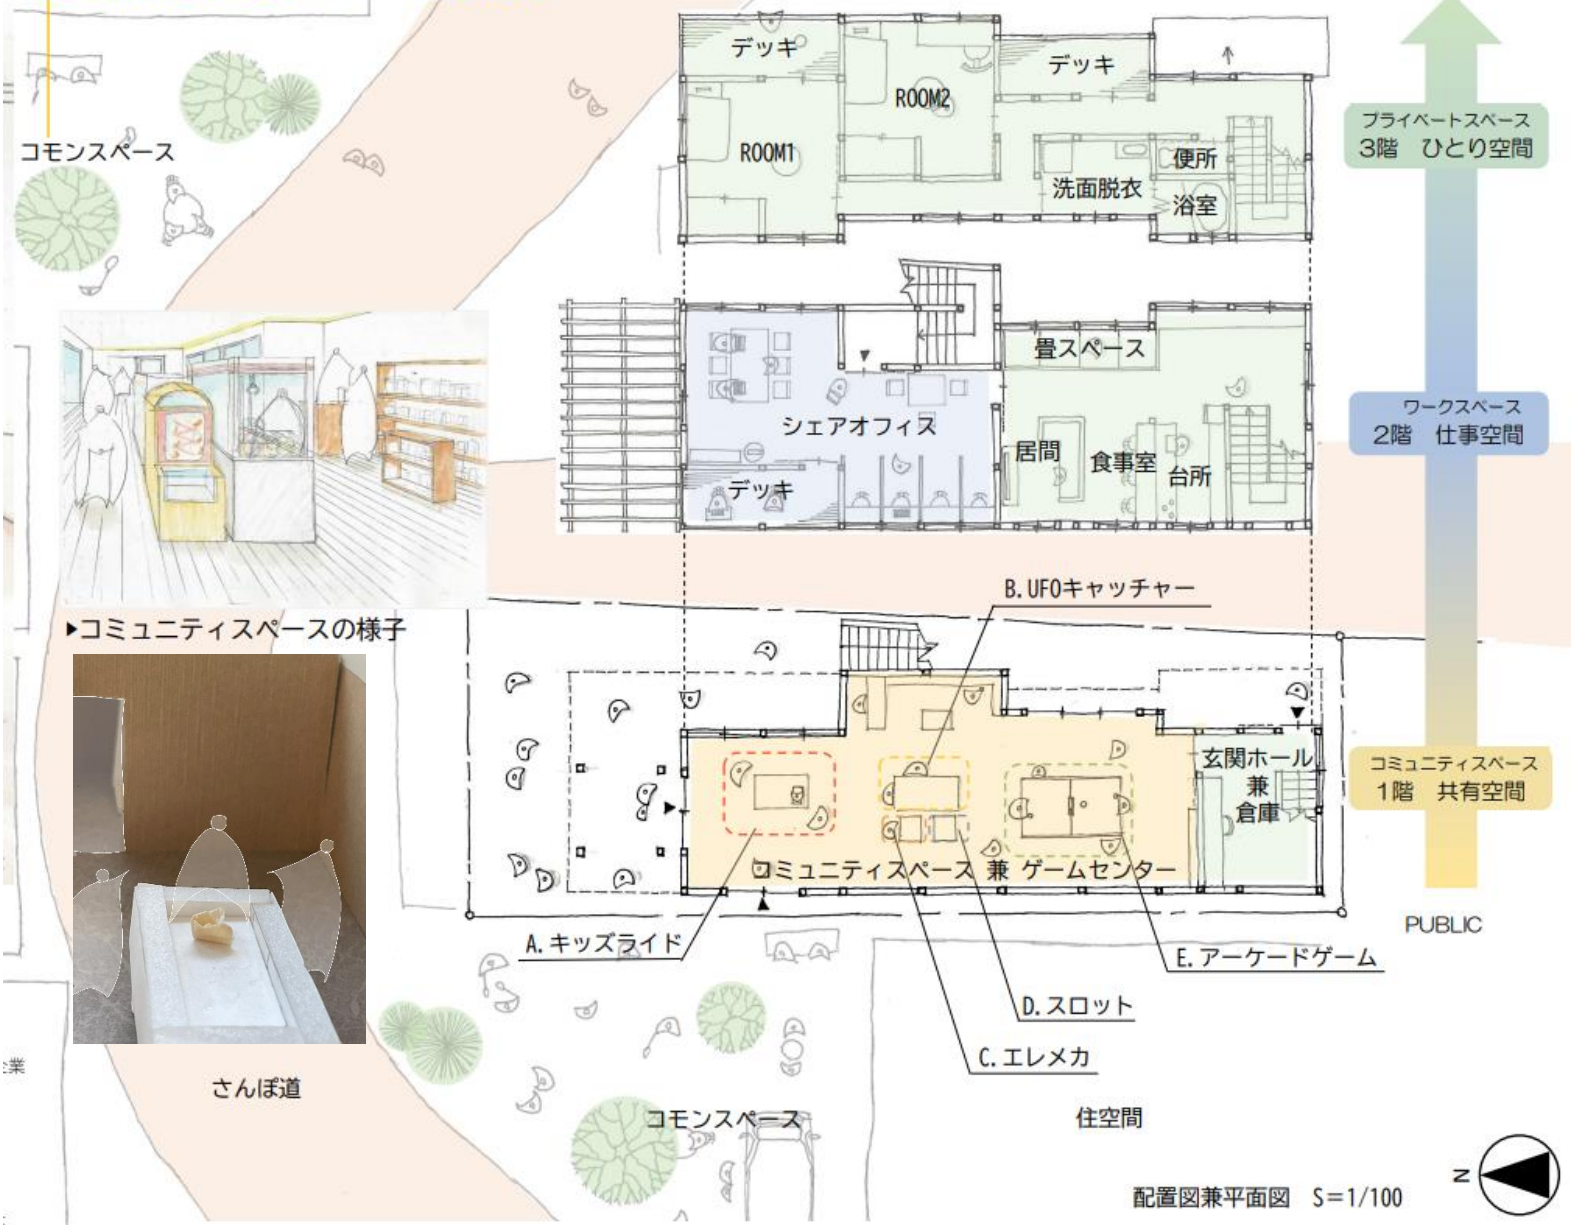 デッキ
ROOM2
デッキ
ROOM1
洗面脱衣
便所
浴室
プライベートスペース
3階 ひとり空間
コモンスペース
畳スペース
シェアオフィス
居間
食事室
台所
デッキ
ワークスペース
2階 仕事空間
▶コミュニティスペースの様子
B.UFOキャッチャー
玄関ホール
兼
倉庫
コミュニティスペース 兼 ゲームセンター
コミュニティスペース
1階 共有空間
PUBLIC
A.キッズライド
E.アーケードゲーム
D.スロット
C.エレメカ
企業
さんぽ道
コモンスペース
住空間
配置図兼平面図 S=1/100
N